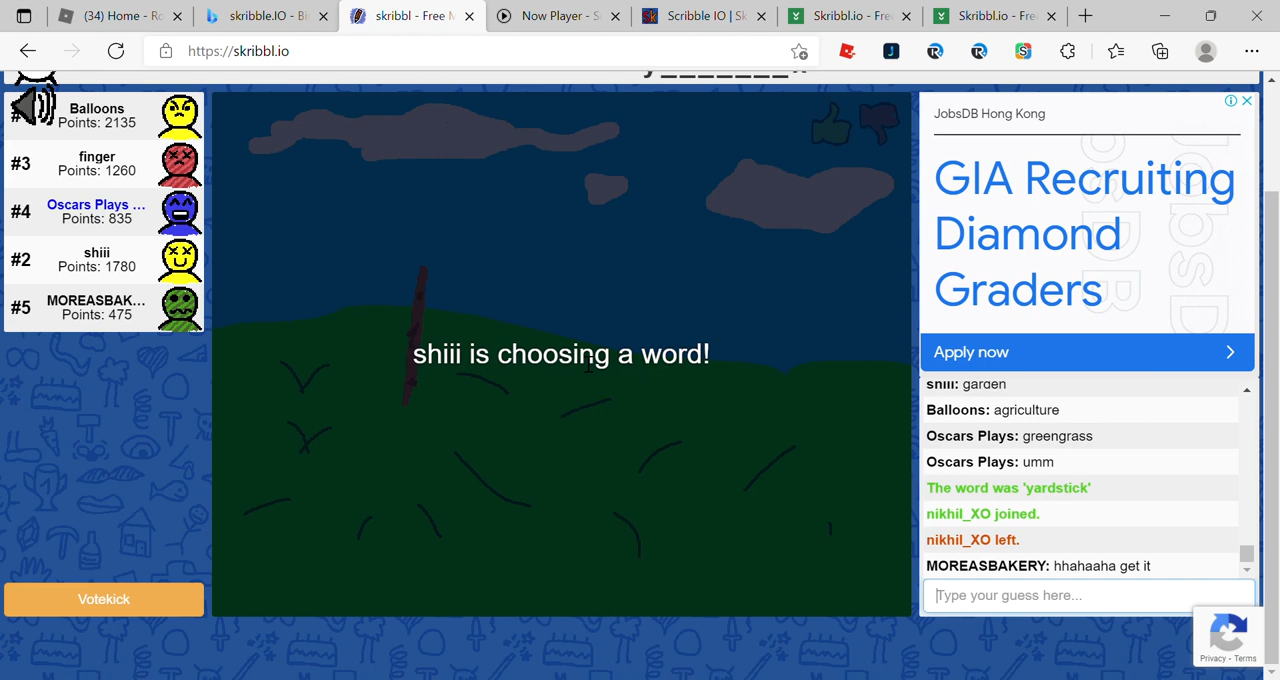 (34) Home - Ro
skribble.IO - Bi
skribbl - Free M
Now Player - S
Scribble IO | Sk
Skribbl.io - Fre
Skribbl.io - Fre
https://skribbl.io
y_______k
Balloons
Points: 2135
#3
finger
Points: 1260
#4
Oscars Plays ...
Points: 835
#2
shiii
Points: 1780
#5
MOREASBAK...
Points: 475
Votekick
shiii is choosing a word!
JobsDB Hong Kong
GIA Recruiting
Diamond
Graders
Apply now
shiii: garden
Balloons: agriculture
Oscars Plays: greengrass
Oscars Plays: umm
The word was 'yardstick'
nikhil_XO joined.
nikhil_XO left.
MOREASBAKERY: hhahaaha get it
Type your guess here...
Privacy - Terms